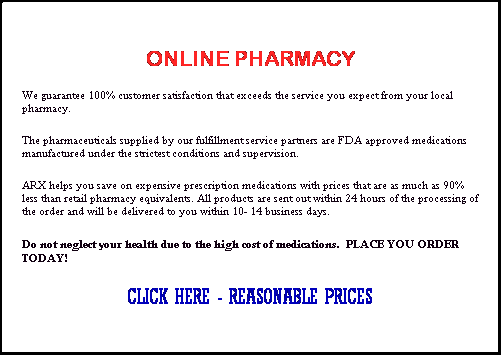 ONLINE PHARMACY
We guarantee 100% customer satisfaction that exceeds the service you expect from your local
pharmacy.
The pharmaceuticals supplied by our fulfillment service partners are FDA approved medications
manufactured under the strictest conditions and supervision.
ARX helps you save on expensive prescription medications with prices that are as much as 90%
less than retail pharmacy equivalents. All products are sent out within 24 hours of the processing of
the order and will be delivered to you within 10- 14 business days.
Do not neglect your health due to the high cost of medications. PLACE YOU ORDER
TODAY!
CLICK HERE - REASONABLE PRICES